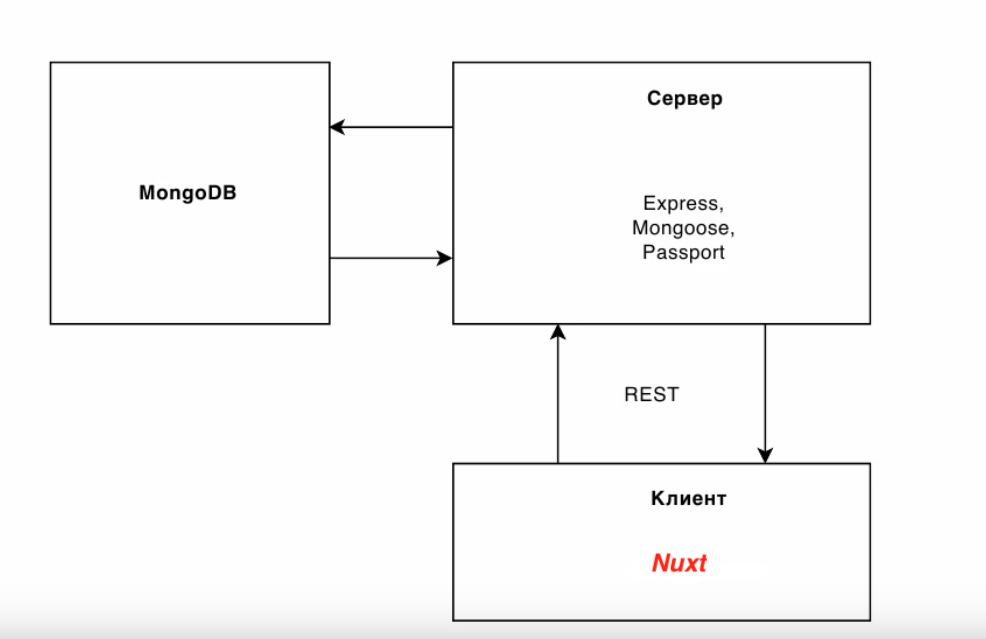 MongoDB
Сервер
Express,
Mongoose,
Passport
REST
Клиент
Nuxt